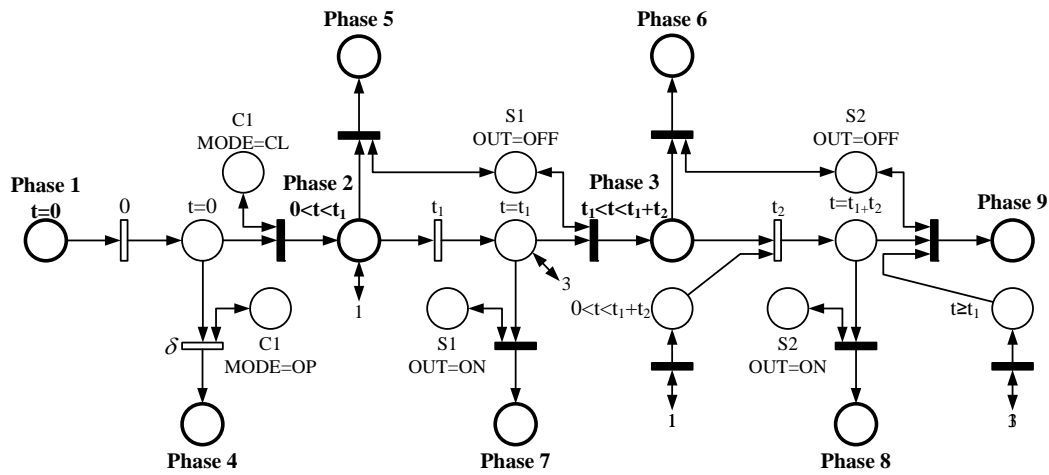 Phase 5
Phase 6
C1
MODE=CL
S1
OUT=OFF
S2
OUT=OFF
Phase 1
t=0
0
t=0
Phase 2
0<t<t₁
t₁
t=t₁
Phase 3
t₁<t<t₁+t₂
t₂
t=t₁₊t₂
Phase 9
1
3
0<t<t₁+t₂
t≥t₁
δ
C1
MODE=OP
S1
OUT=ON
S2
OUT=ON
1
Phase 4
Phase 7
Phase 8